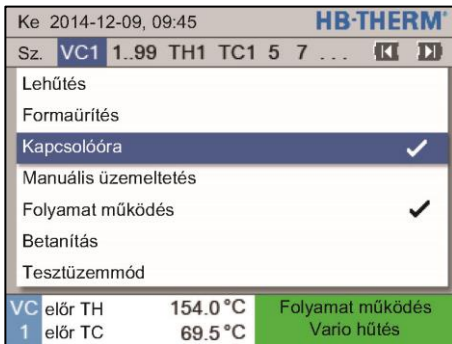 Ke 2014-12-09, 09:45 HB-THERM®
Sz. VC1 1..99 TH1 TC1 5 7 ...
Lehűtés
Formaürítés
Kapcsolóóra
Manuális üzemeltetés
Folyamat működés
Betanítás
Tesztüzemmód
VC előr TH 154.0 °C Folyamat működés
1 előr TC 69.5 °C Vario hűtés